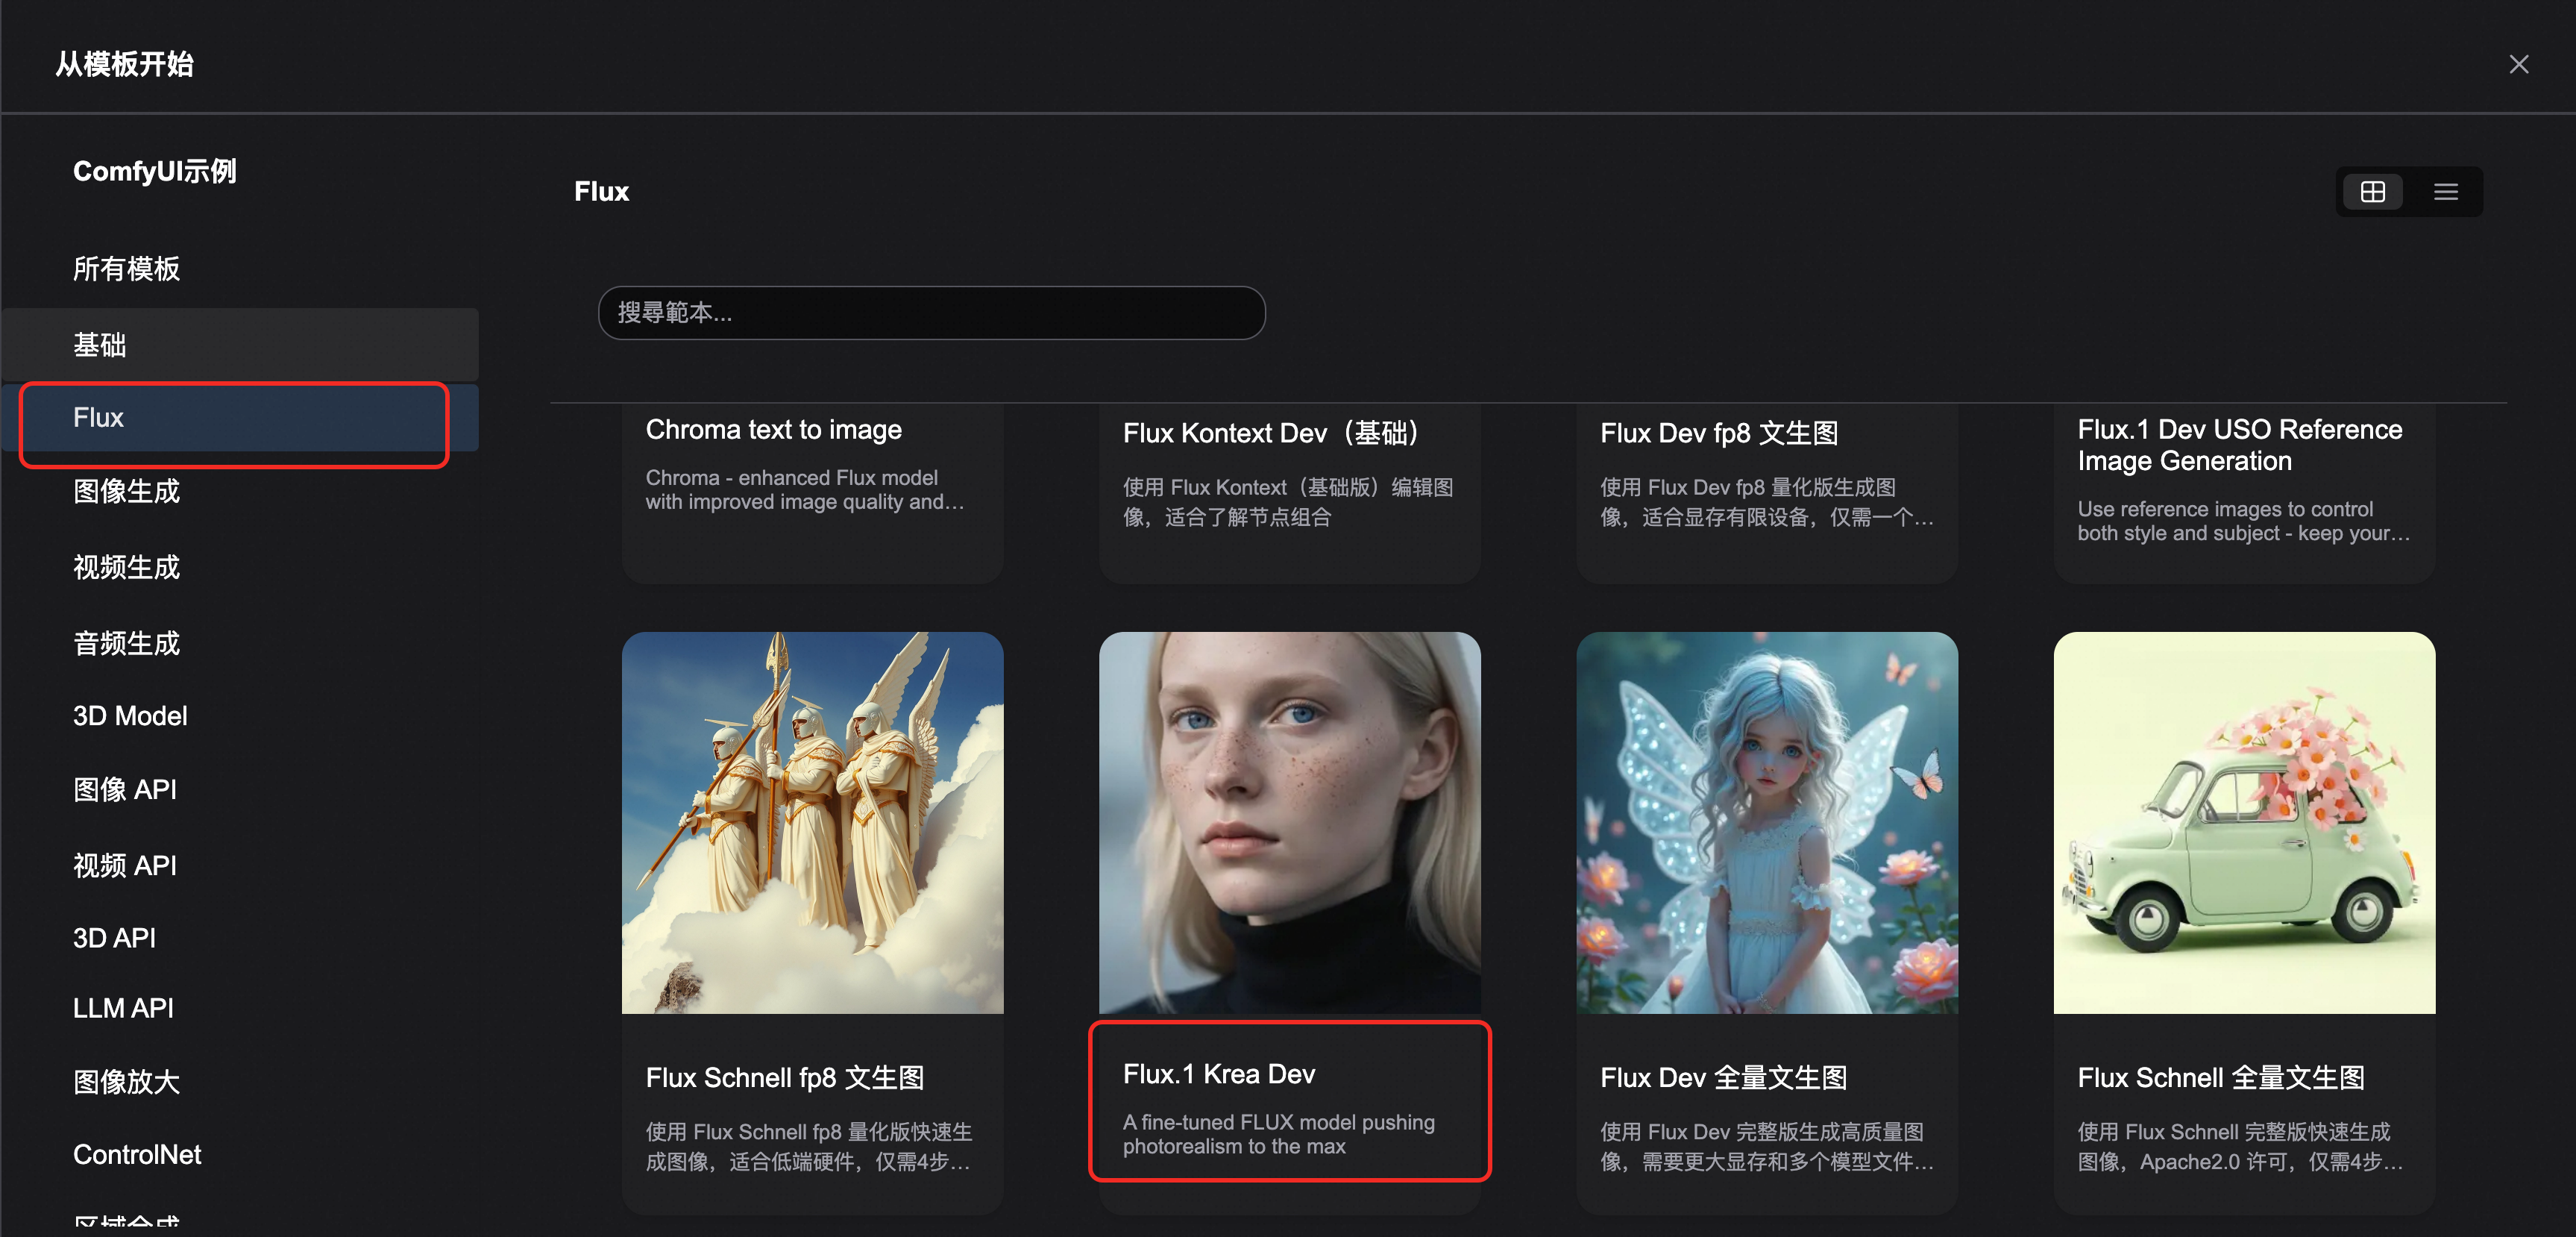 从模板开始
ComfyUI示例
所有模板
基础
Flux
图像生成
视频生成
音频生成
3D Model
图像 API
视频 API
3D API
LLM API
图像放大
ControlNet
区域合成
Flux
搜尋範本...
Chroma text to image
Chroma - enhanced Flux model
with improved image quality and…
Flux Kontext Dev（基础）
使用 Flux Kontext（基础版）编辑图
像，适合了解节点组合
Flux Dev fp8 文生图
使用 Flux Dev fp8 量化版生成图
像，适合显存有限设备，仅需一个…
Flux.1 Dev USO Reference
Image Generation
Use reference images to control
both style and subject - keep your…
Flux Schnell fp8 文生图
使用 Flux Schnell fp8 量化版快速生
成图像，适合低端硬件，仅需4步…
Flux.1 Krea Dev
A fine-tuned FLUX model pushing
photorealism to the max
Flux Dev 全量文生图
使用 Flux Dev 完整版生成高质量图
像，需要更大显存和多个模型文件…
Flux Schnell 全量文生图
使用 Flux Schnell 完整版快速生成
图像，Apache2.0 许可，仅需4步…